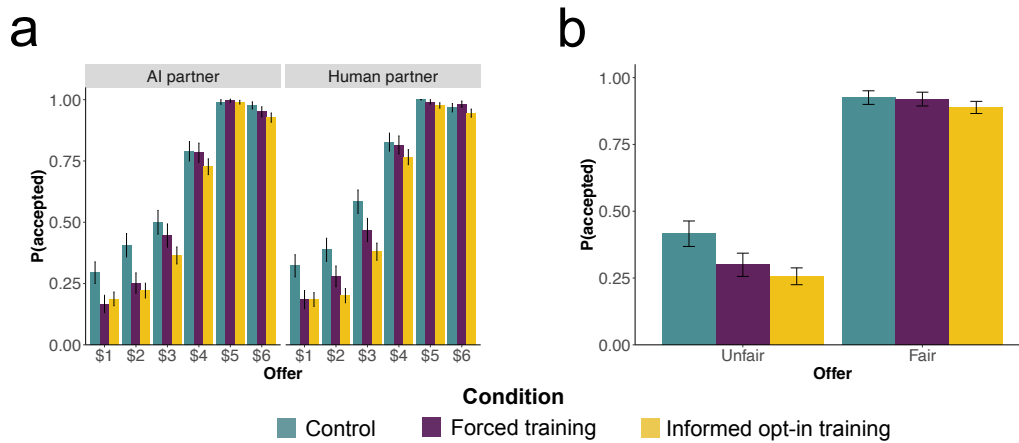 a
AI partner Human partner
P(accepted)
1.00
0.75
0.50
0.25
0.00
$1 $2 $3 $4 $5 $6 $1 $2 $3 $4 $5 $6
Offer
b
P(accepted)
1.00
0.75
0.50
0.25
0.00
Unfair Fair
Offer
Condition
Control Forced training Informed opt-in training